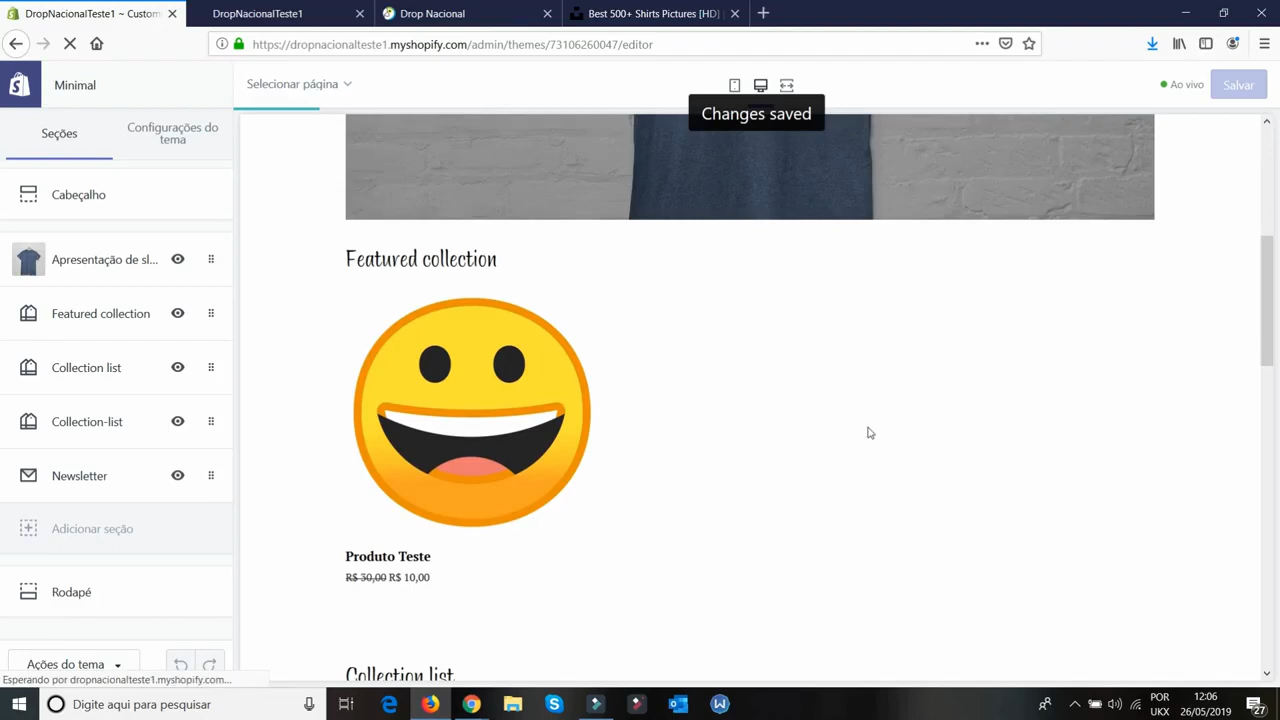 DropNacionalTeste1 ~ Custom
DropNacionalTeste1
Drop Nacional
Best 500+ Shirts Pictures [HD]
https://dropnacionalteste1.myshopify.com/admin/themes/73106260047/editor
Minimal
Selecionar página
Ao vivo
Salvar
Changes saved
Seções
Configurações do
tema
Cabeçalho
Apresentação de sl...
Featured collection
Collection list
Collection-list
Newsletter
Adicionar seção
Rodapé
Ações do tema
Featured collection
Produto Teste
R$ 30,00 R$ 10,00
Collection list
Esperando por dropnacionalteste1.myshopify.com...
Digite aqui para pesquisar
POR
UKX
12:06
26/05/2019
27